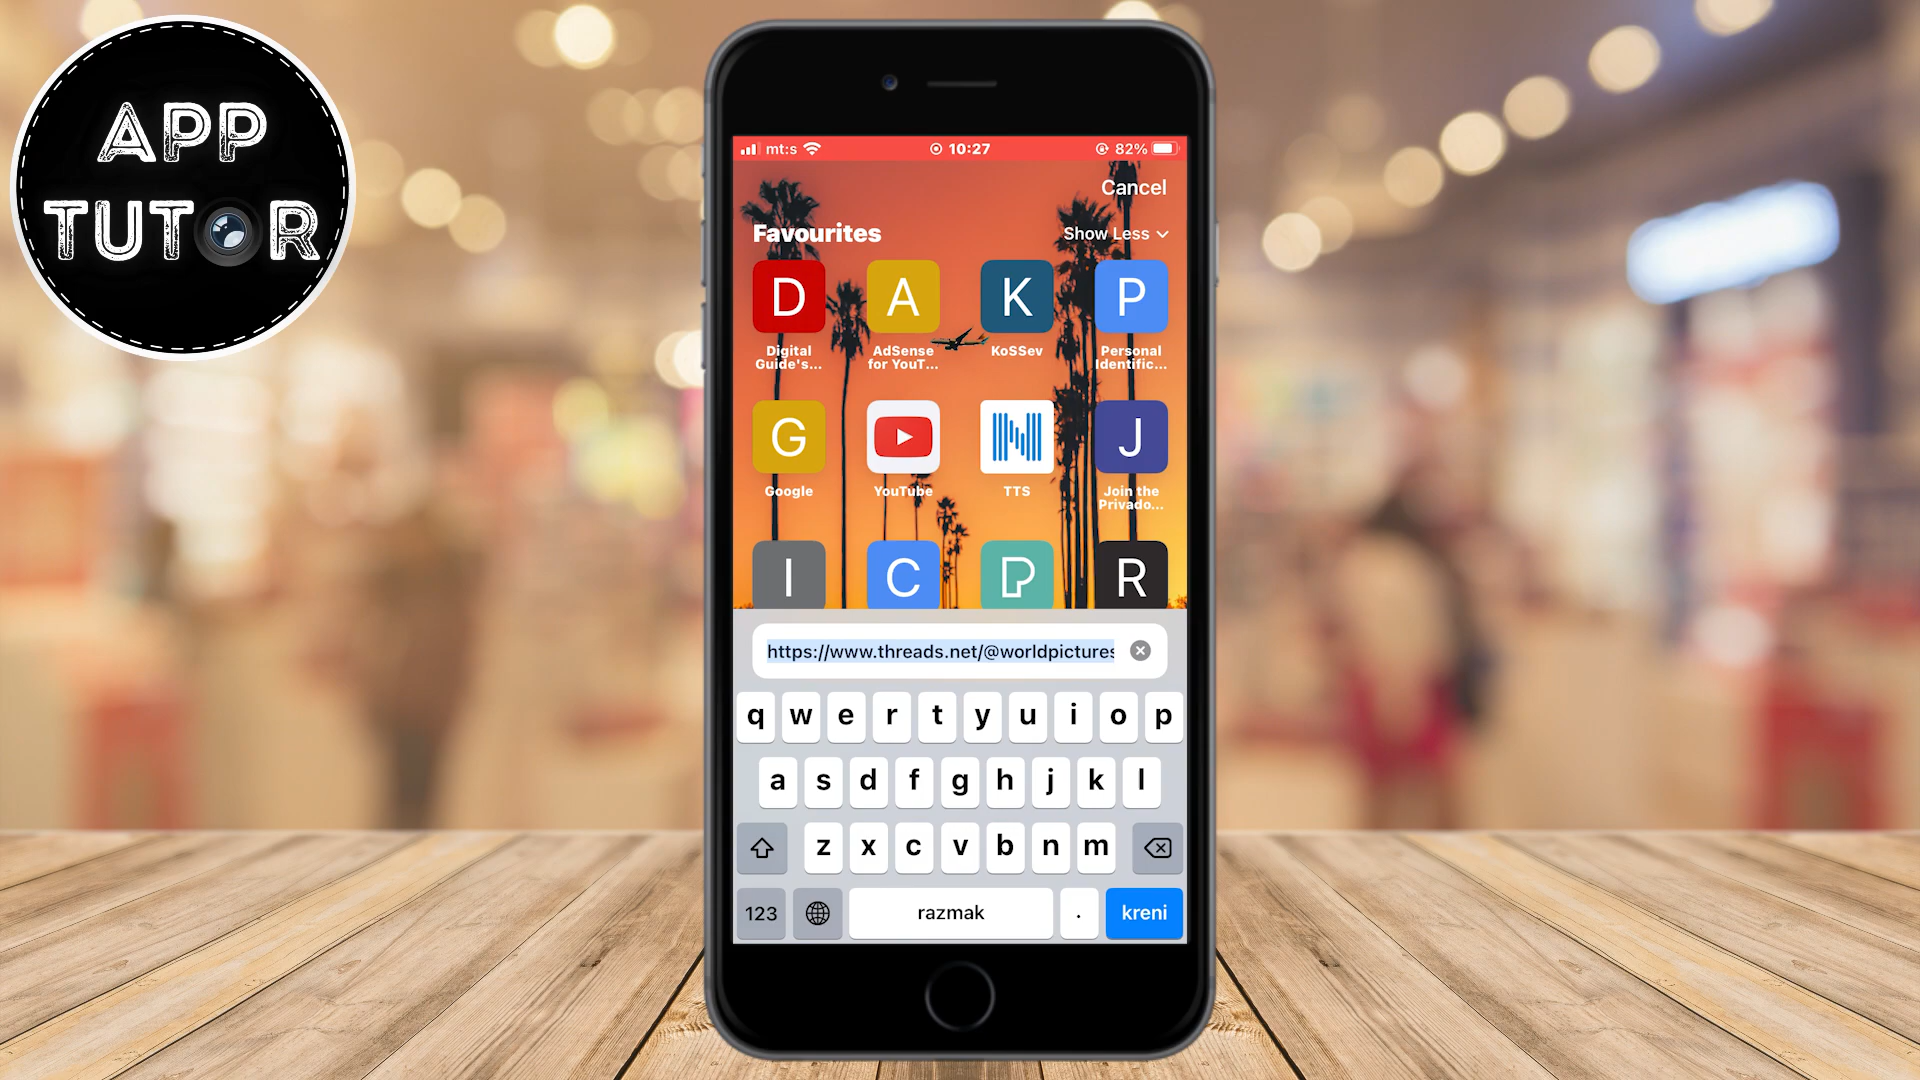 APP
TUTOR
mt:s
10:27
82%
Cancel
Favourites
Show Less
D
A
K
P
Digital
Guide's...
AdSense
for YouT...
KoSSev
Personal
Identific...
G
J
Google
YouTube
TTS
Join the
Privado...
I
C
P
R
https://www.threads.net/@worldpictures
q w e r t y u i o p
a s d f g h j k l
z x c v b n m
123
razmak
.
kreni